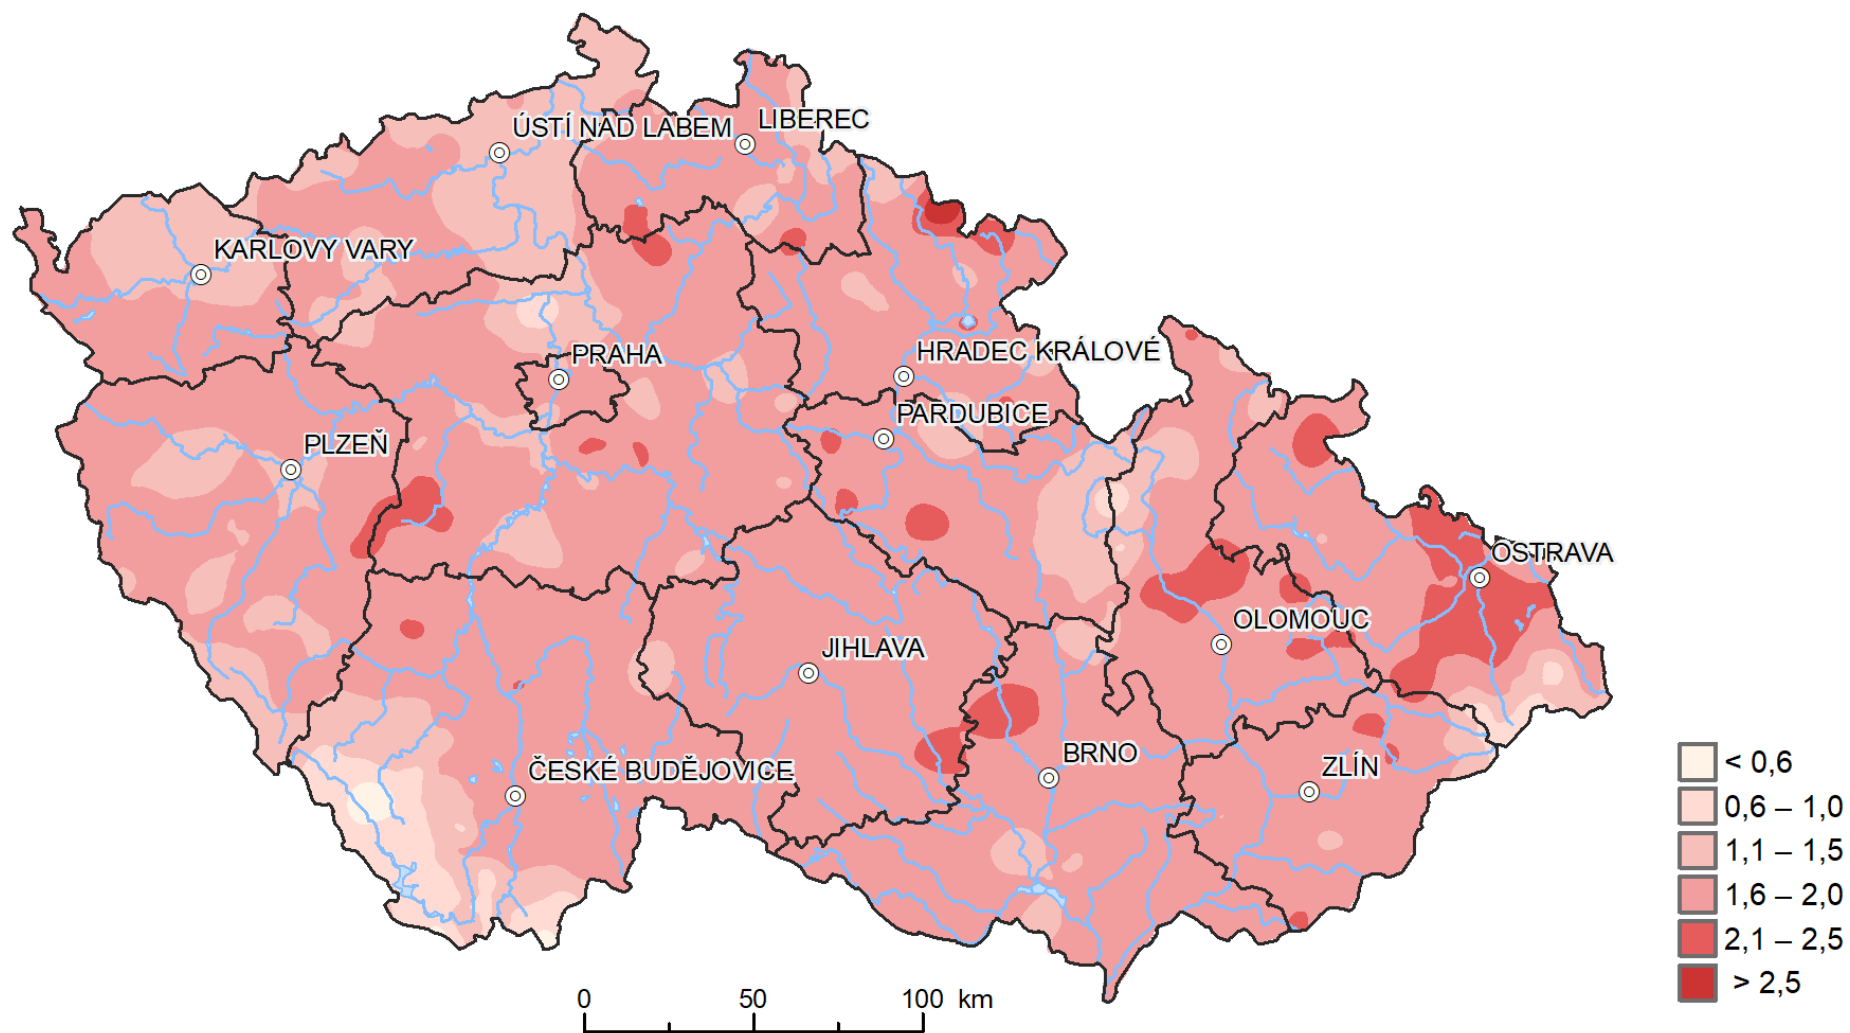 LIBEREC
ÚSTÍ NAD LABEM
KARLOVY VARY
PRAHA
HRADEC KRÁLOVÉ
PARDUBICE
PLZEŇ
OSTRAVA
OLOMOUC
JIHLAVA
BRNO
ZLÍN
ČESKÉ BUDĚJOVICE
< 0,6
0,6 – 1,0
1,1 – 1,5
1,6 – 2,0
2,1 – 2,5
> 2,5
0 50 100 km